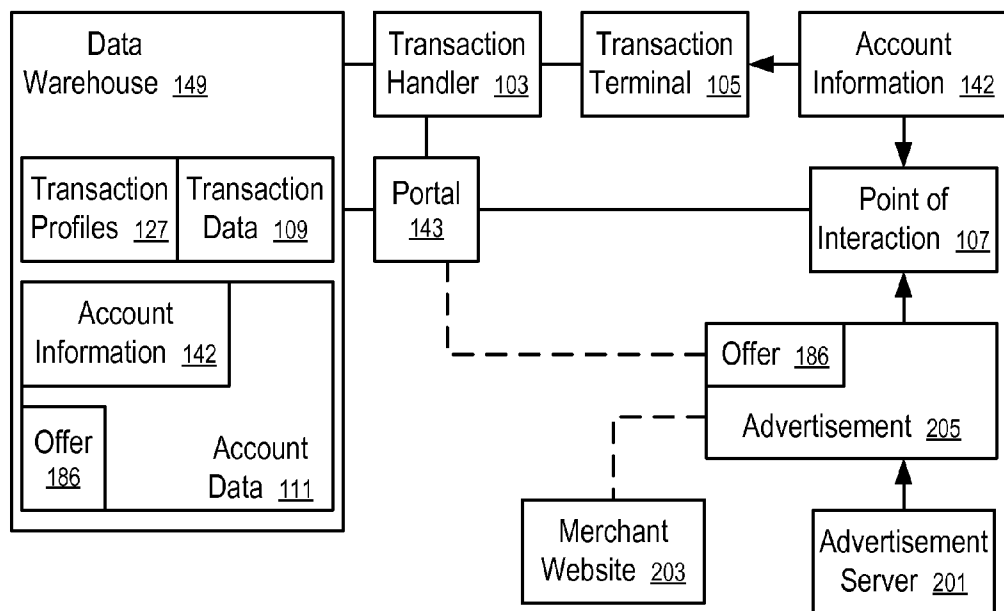 Data
Warehouse 149
Transaction
Handler 103
Transaction
Terminal 105
Account
Information 142
Transaction
Profiles 127
Transaction
Data 109
Portal
143
Point of
Interaction 107
Account
Information 142
Offer 186
Advertisement 205
Offer
186
Account
Data 111
Merchant
Website 203
Advertisement
Server 201